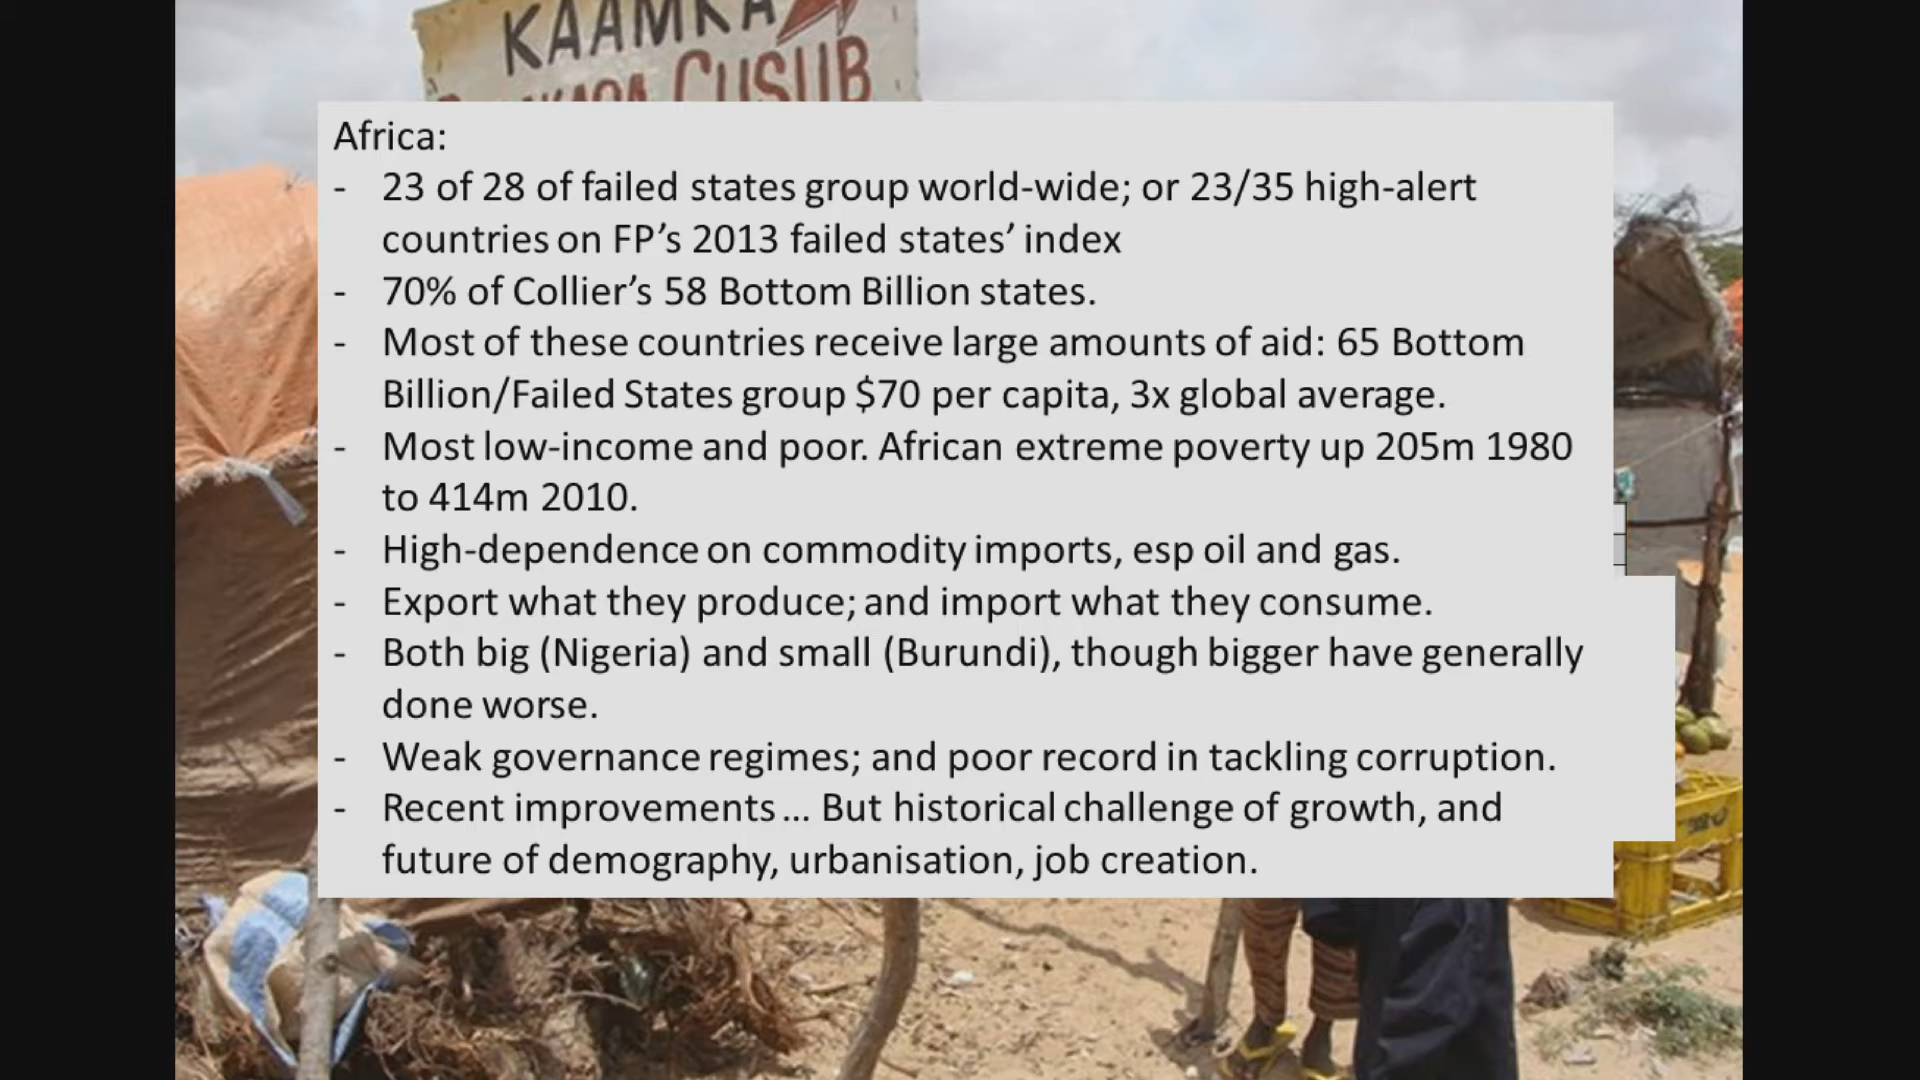 KAAMKA
CUSUB
Africa:
- 23 of 28 of failed states group world-wide; or 23/35 high-alert
countries on FP’s 2013 failed states’ index
- 70% of Collier’s 58 Bottom Billion states.
- Most of these countries receive large amounts of aid: 65 Bottom
Billion/Failed States group $70 per capita, 3x global average.
- Most low-income and poor. African extreme poverty up 205m 1980
to 414m 2010.
- High-dependence on commodity imports, esp oil and gas.
- Export what they produce; and import what they consume.
- Both big (Nigeria) and small (Burundi), though bigger have generally
done worse.
- Weak governance regimes; and poor record in tackling corruption.
- Recent improvements... But historical challenge of growth, and
future of demography, urbanisation, job creation.